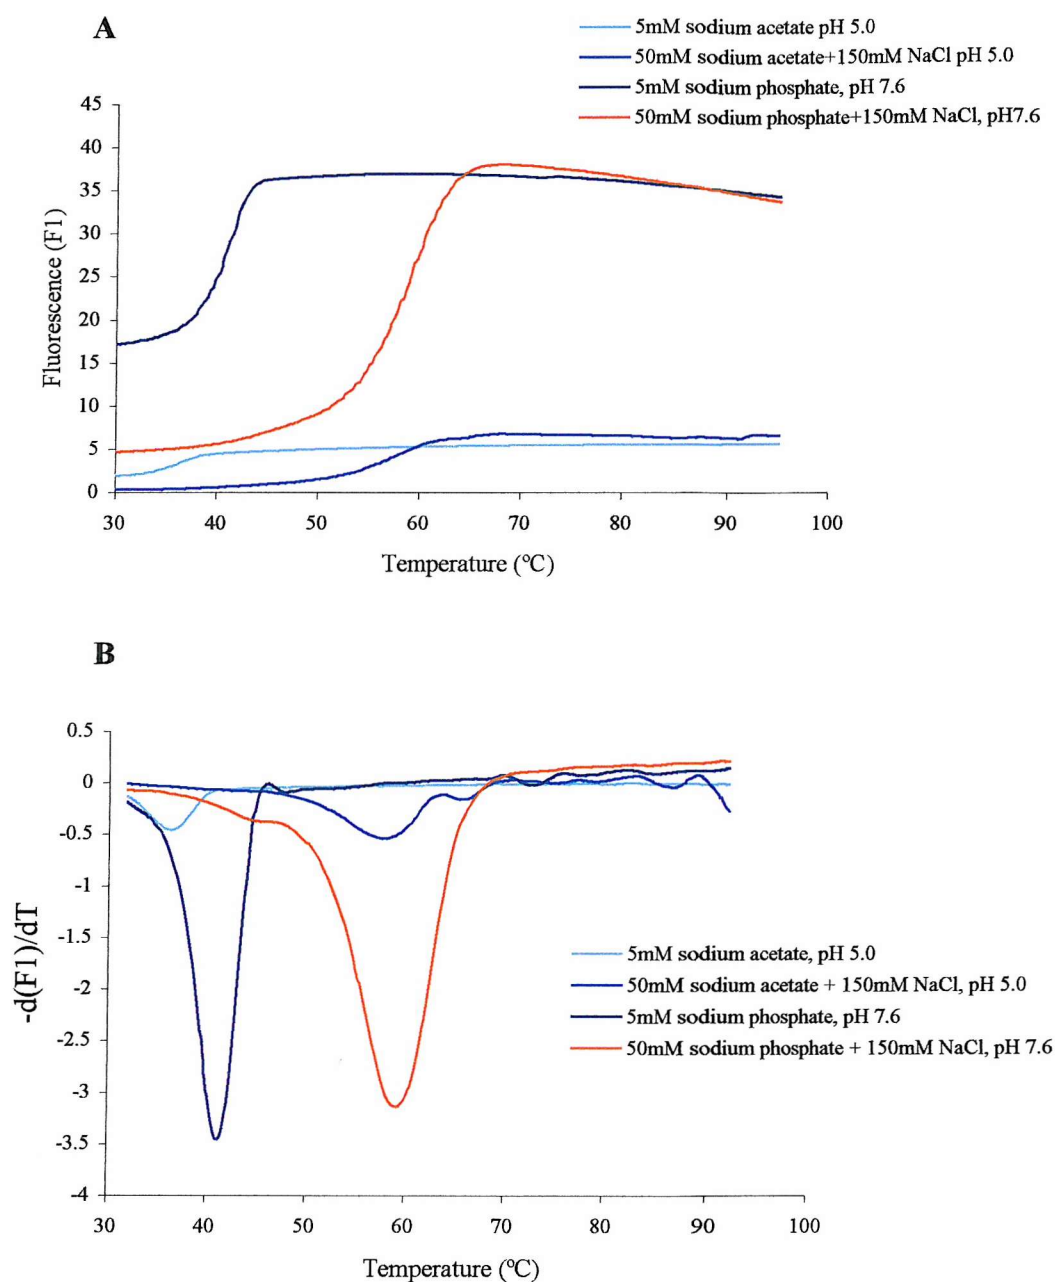 A
5mM sodium acetate pH 5.0
50mM sodium acetate+150mM NaCl pH 5.0
5mM sodium phosphate, pH 7.6
50mM sodium phosphate+150mM NaCl, pH7.6
45
40
35
30
25
20
15
10
5
0
Fluorescence (F1)
30 40 50 60 70 80 90 100
Temperature (ºC)
B
0.5
0
-0.5
-1
-1.5
-2
-2.5
-3
-3.5
-4
-d(F1)/dT
5mM sodium acetate, pH 5.0
50mM sodium acetate + 150mM NaCl, pH 5.0
5mM sodium phosphate, pH 7.6
50mM sodium phosphate + 150mM NaCl, pH 7.6
30 40 50 60 70 80 90 100
Temperature (ºC)